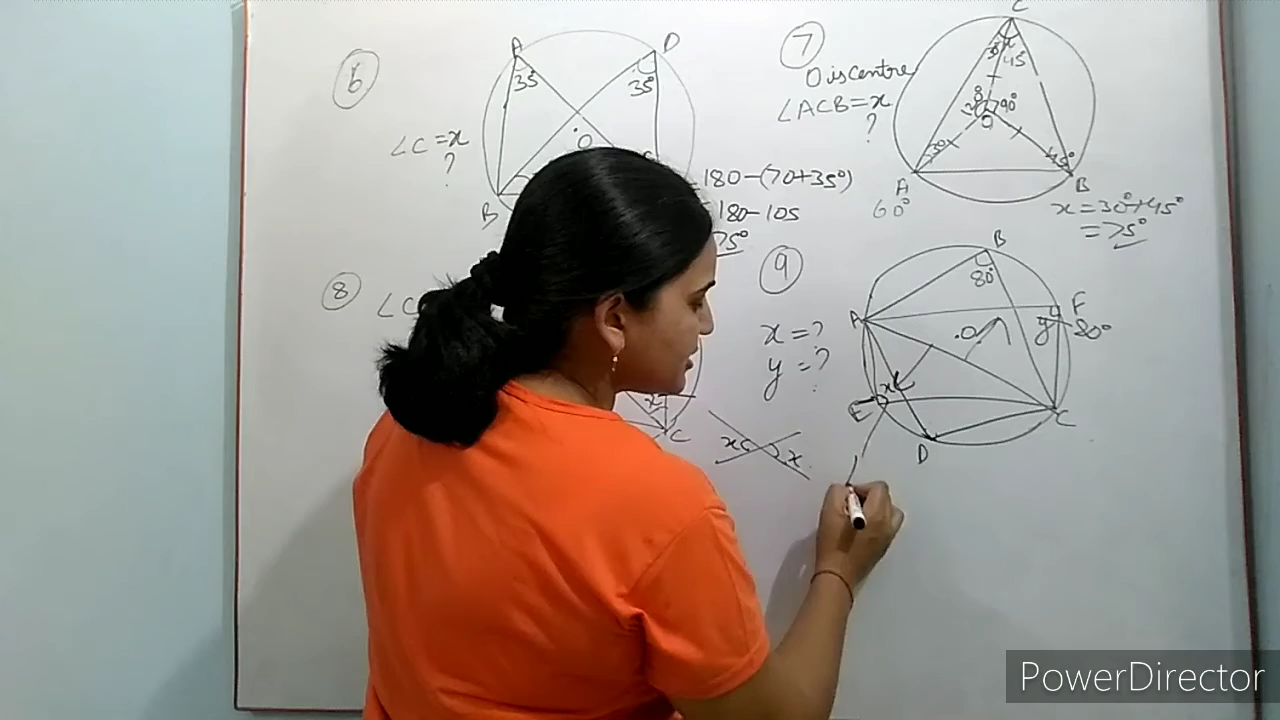 6
A
D
35°
35°
O
∠C = x
?
B
180-(70+35°)
180-105
75°
7
O is centre
∠ACB = x
?
C
30°
x
45°
90°
O
30°
45°
A
B
60°
x = 30°+45°
= 75°
8
∠C
x
C
x
x
9
x = ?
y = ?
B
80°
A
F
y
80°
.O
x
E
C
D
PowerDirector